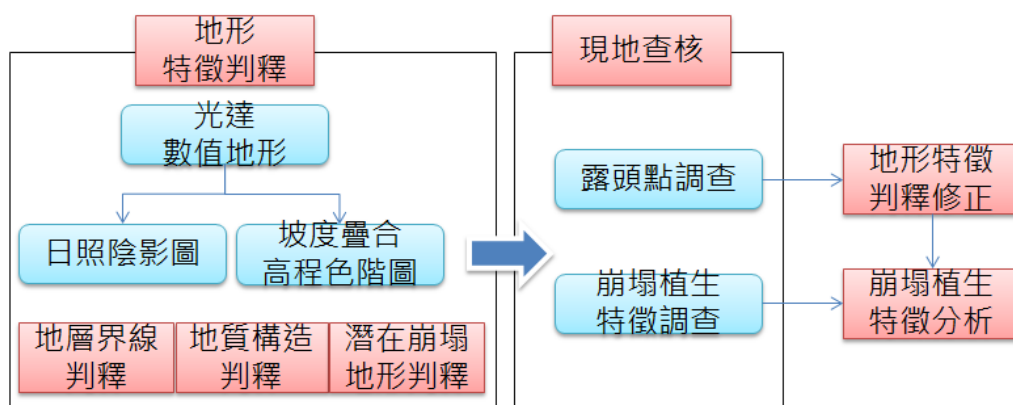 地形
特徵判釋
光達
數值地形
日照陰影圖
坡度疊合
高程色階圖
地層界線
判釋
地質構造
判釋
潛在崩塌
地形判釋
現地查核
露頭點調查
崩塌植生
特徵調查
地形特徵
判釋修正
崩塌植生
特徵分析